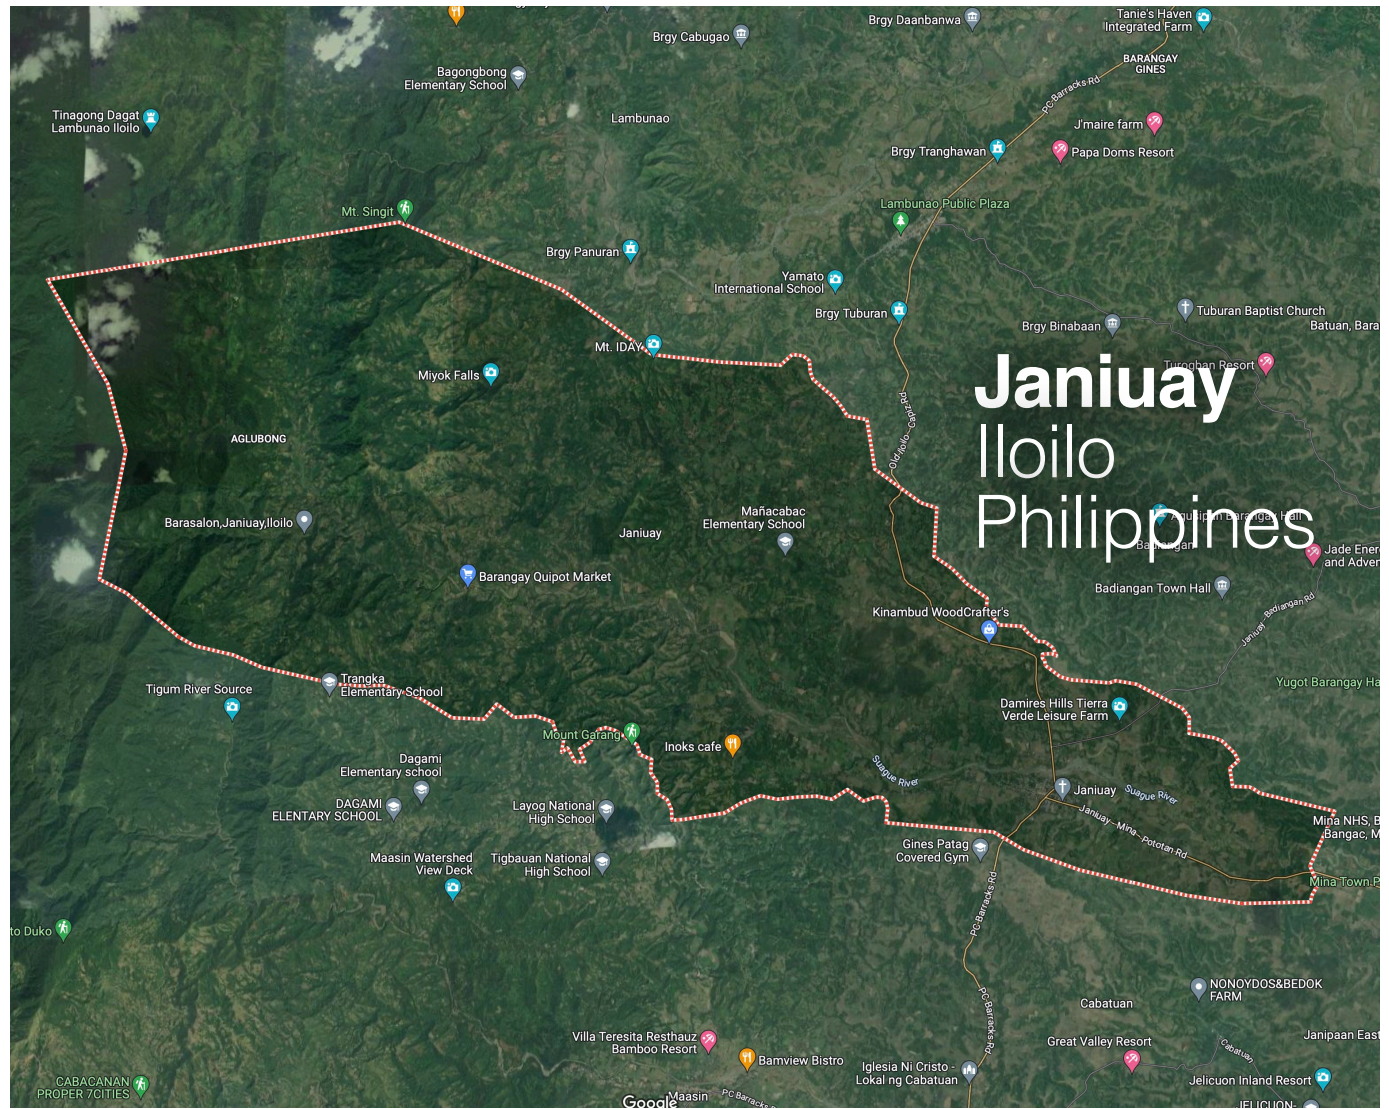 Brgy Daanbanwa
Tanie's Haven
Integrated Farm
Brgy Cabugao
BARANGAY
GINES
Bagongbong
Elementary School
PC Barracks Rd
Tinagong Dagat
Lambunao Iloilo
Lambunao
J'maire farm
Brgy Tranghawan
Papa Doms Resort
Mt. Singit
Lambunao Public Plaza
Brgy Panuran
Yamato
International School
Brgy Tuburan
Tuburan Baptist Church
Brgy Binabaan
Batuan, Bara
Mt. IDAY
Turogban Resort
Miyok Falls
Janiuay
Iloilo
Philippines
Old Iloilo - Capiz Rd
AGLUBONG
Barasalon,Janiuay,Iloilo
Mañacabac
Elementary School
Janiuay
Agusipan Barangay Hall
Badiangan
Jade Ener
and Adven
Barangay Quipot Market
Badiangan Town Hall
Kinambud WoodCrafter's
Janiuay - Badiangan Rd
Trangka
Elementary School
Yugot Barangay Ha
Tigum River Source
Damires Hills Tierra
Verde Leisure Farm
Mount Garang
Inoks cafe
Dagami
Elementary school
Suague River
DAGAMI
ELENTARY SCHOOL
Layog National
High School
Janiuay
Suague River
Janiuay - Mina - Pototan Rd
Mina NHS, B
Bangac, M
Gines Patag
Covered Gym
Maasin Watershed
View Deck
Tigbauan National
High School
Mina Town P
PC Barracks Rd
to Duko
NONOYDOS&BEDOK
FARM
Cabatuan
PC Barracks Rd
Villa Teresita Resthauz
Bamboo Resort
Great Valley Resort
Cabatuan
Janipaan East
Bamview Bistro
Iglesia Ni Cristo -
Lokal ng Cabatuan
CABACANAN
PROPER 7CITIES
Jelicuon Inland Resort
Google
Maasin
PC Barracks R
JELICUON-